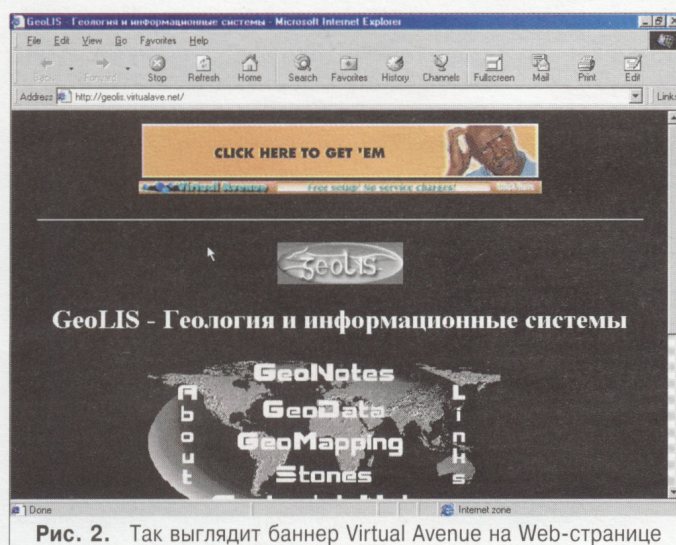 GeoLIS - Геология и информационные системы - Microsoft Internet Explorer
File Edit View Go Favorites Help
Back Forward Stop Refresh Home Search Favorites History Channels Fullscreen Mail Print Edit
Address http://geolis.virtualave.net/ Links
CLICK HERE TO GET 'EM
Virtual Avenue Free setup! No service charges! Click Here
GeoLIS
GeoLIS - Геология и информационные системы
GeoNotes
GeoData
GeoMapping
Stones
About
Links
Done Internet zone
Рис. 2. Так выглядит баннер Virtual Avenue на Web-странице